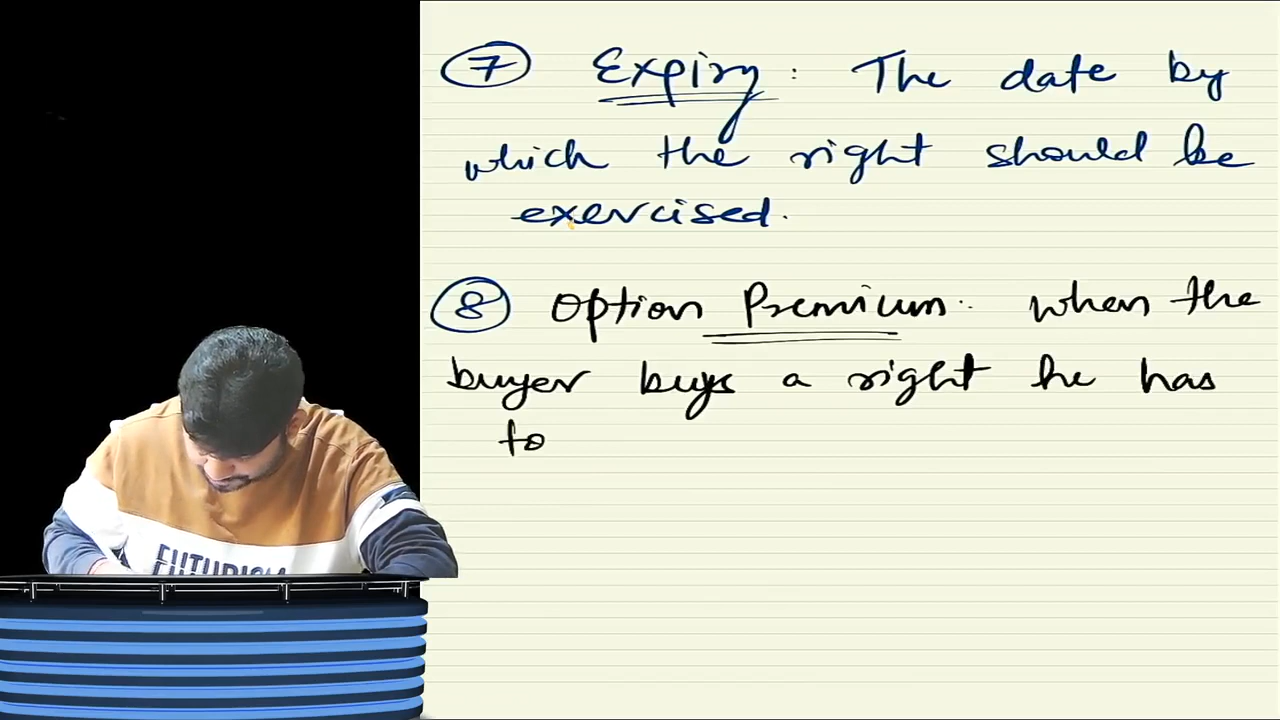 7 Expiry: The date by
which the right should be
exercised.
8 Option Premium: When the
buyer buys a right he has
to
FUTURISM